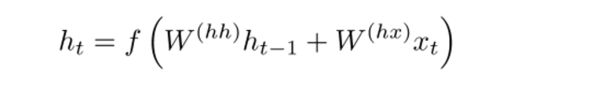 h_t = f ( W^{(hh)} h_{t-1} + W^{(hx)} x_t )